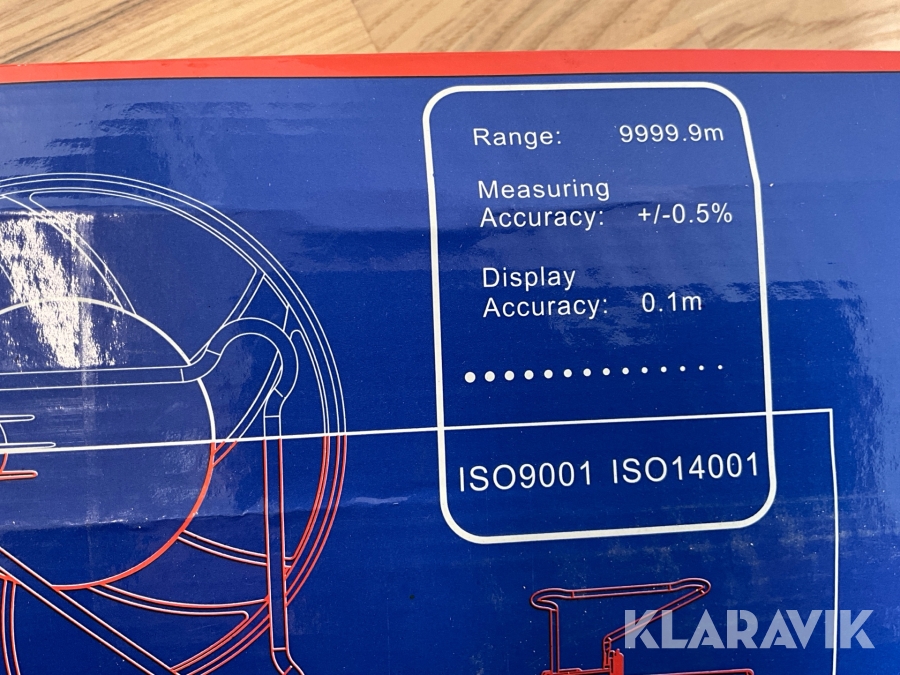 Range: 9999.9m
Measuring
Accuracy: +/-0.5%
Display
Accuracy: 0.1m
ISO9001 ISO14001
KLARAVIK